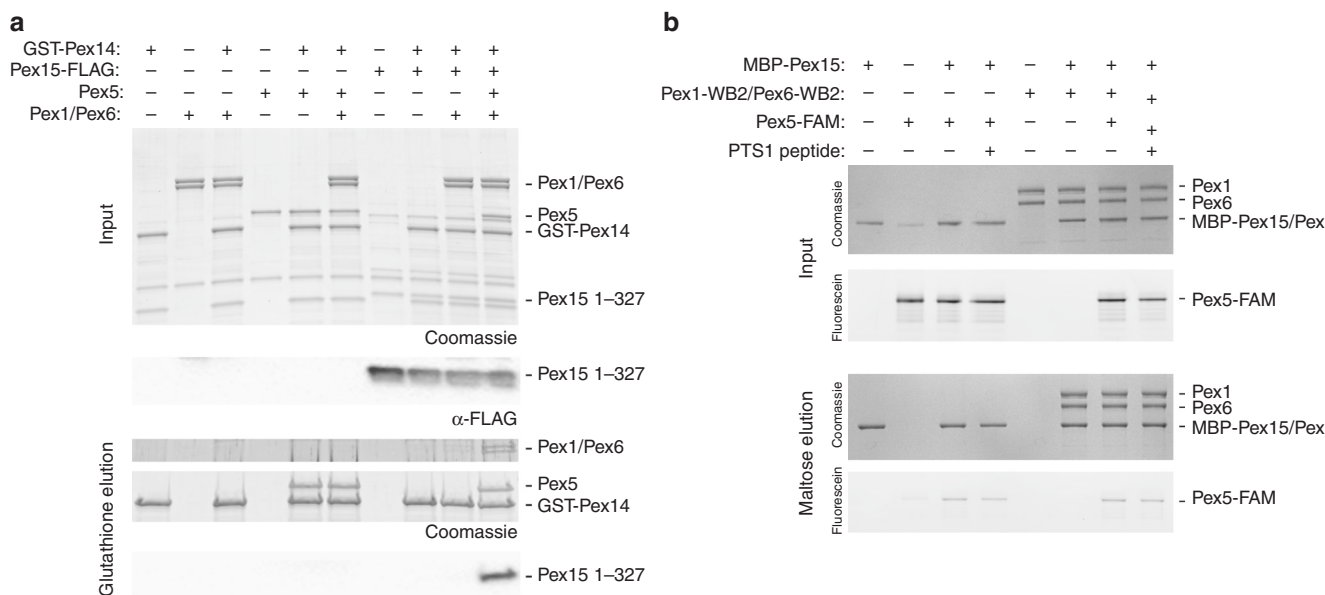 a
GST-Pex14: + – + – + + – + + +
Pex15-FLAG: – – – – – – + + + +
Pex5: – – – + + + – – – +
Pex1/Pex6: – + + – – + – – + +
Input
- Pex1/Pex6
- Pex5
- GST-Pex14
- Pex15 1–327
Coomassie
- Pex15 1–327
α-FLAG
Glutathione elution
- Pex1/Pex6
- Pex5
- GST-Pex14
Coomassie
- Pex15 1–327
b
MBP-Pex15: + – + + – + + +
Pex1-WB2/Pex6-WB2: – – – – + + + +
Pex5-FAM: – + + + – – + +
PTS1 peptide: – – – + – – – +
Input
Coomassie
- Pex1
- Pex6
- MBP-Pex15/Pex
Fluorescein
- Pex5-FAM
Maltose elution
Coomassie
- Pex1
- Pex6
- MBP-Pex15/Pex
Fluorescein
- Pex5-FAM